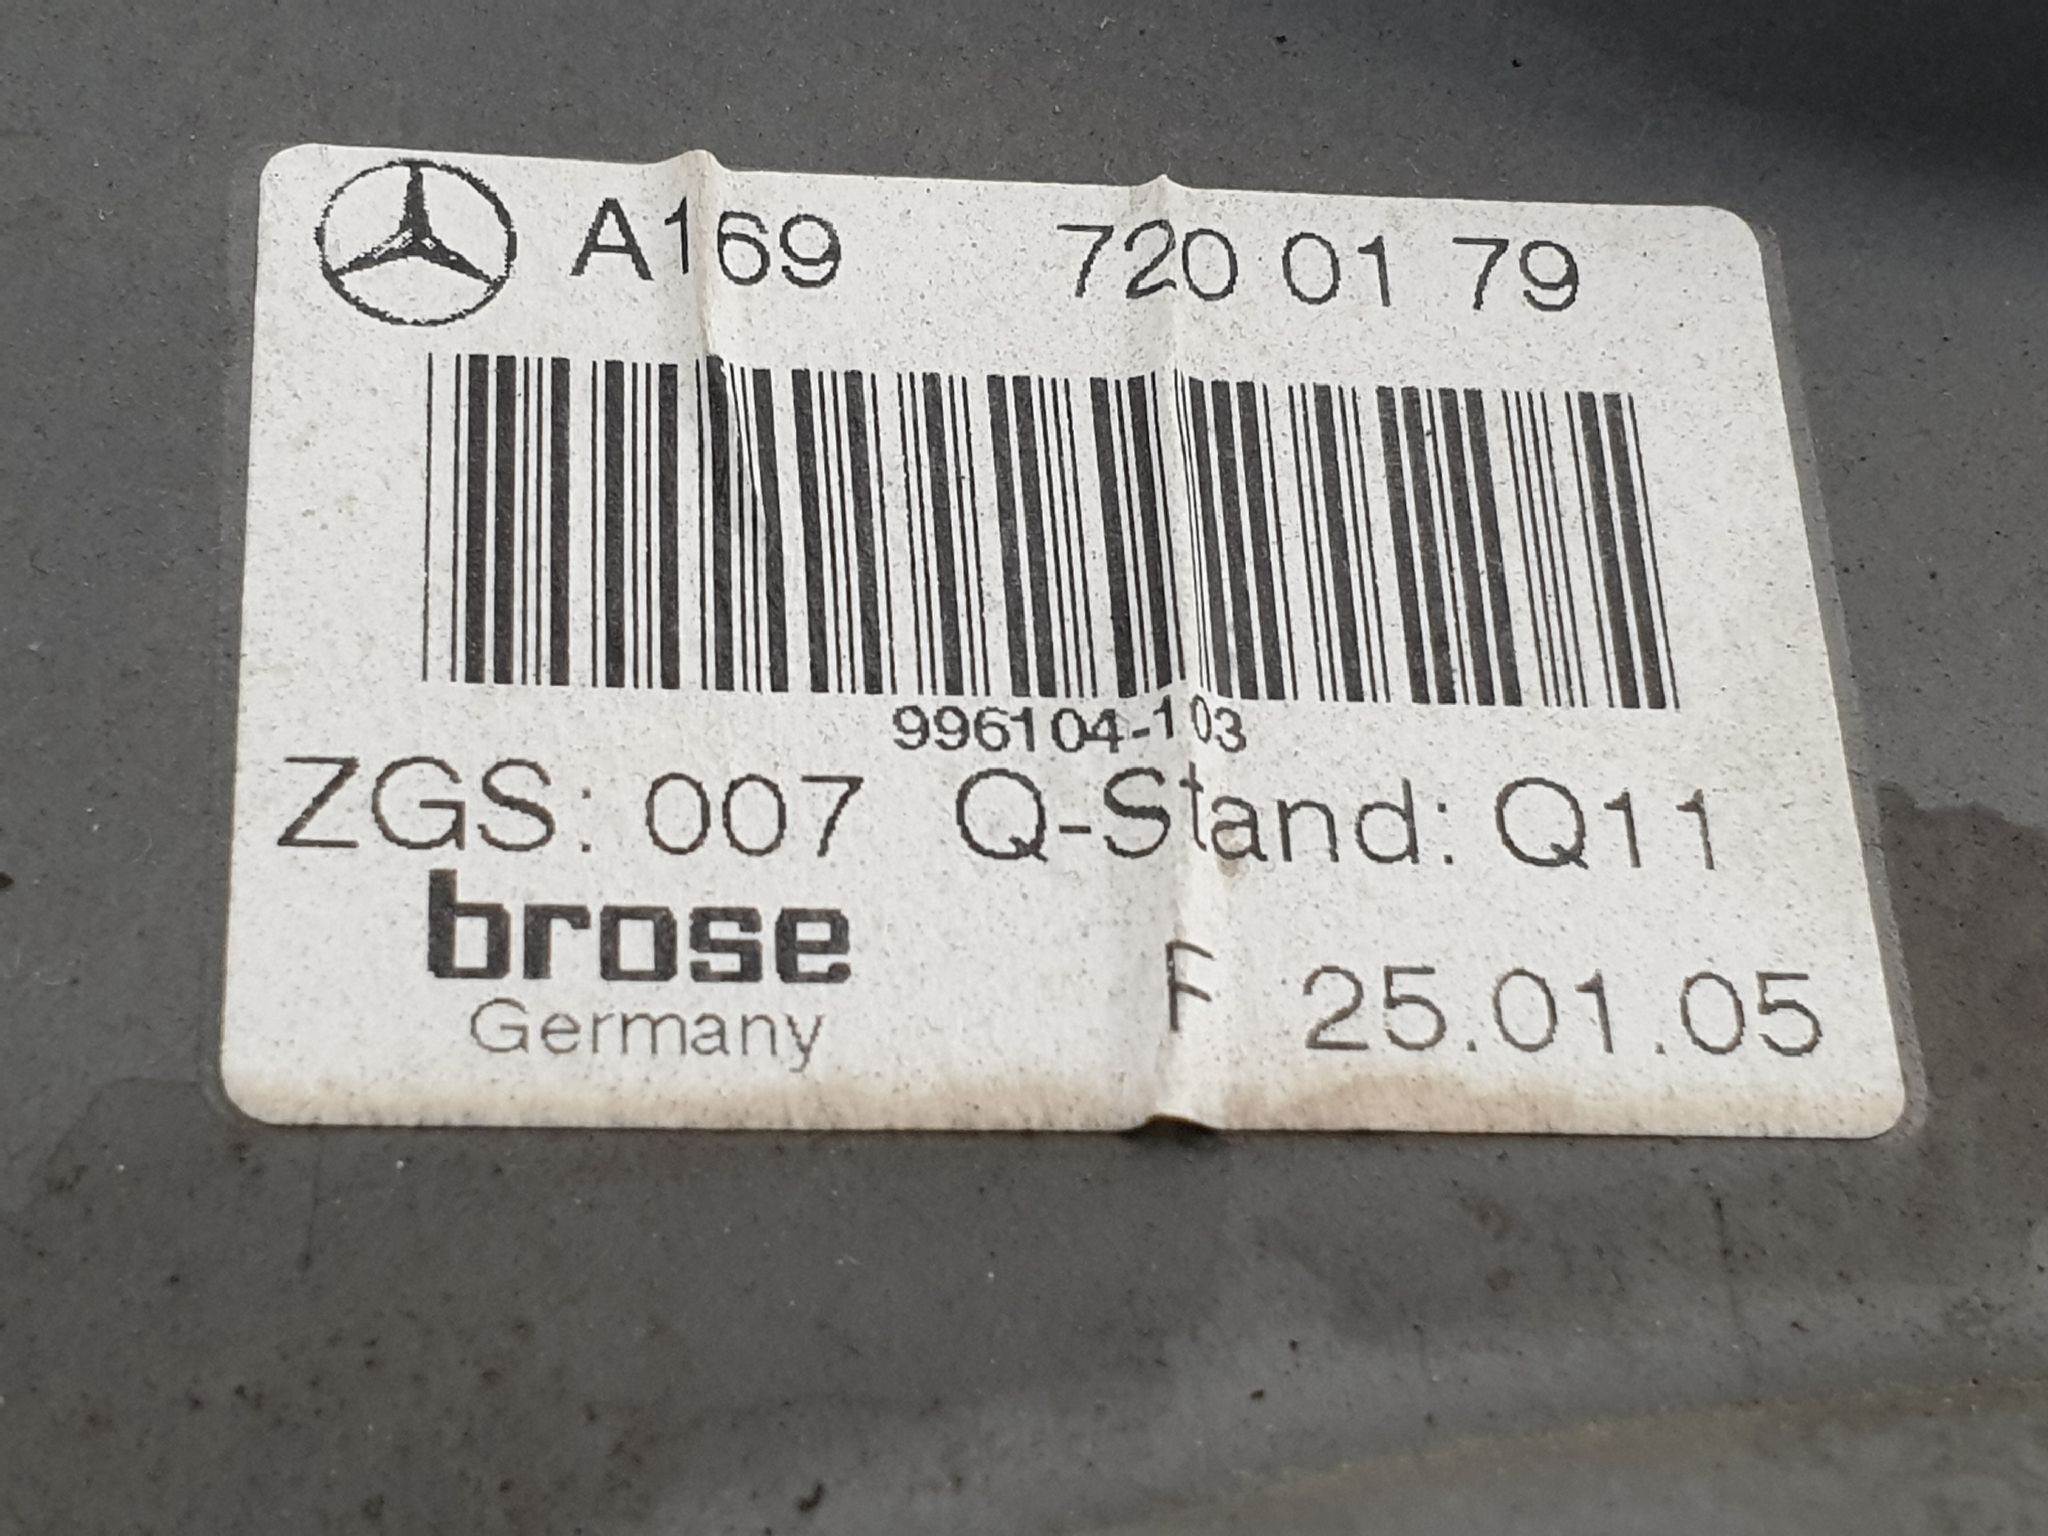 A169 720 01 79
996104-103
ZGS: 007 Q-Stand: Q11
brose
Germany
F 25.01.05